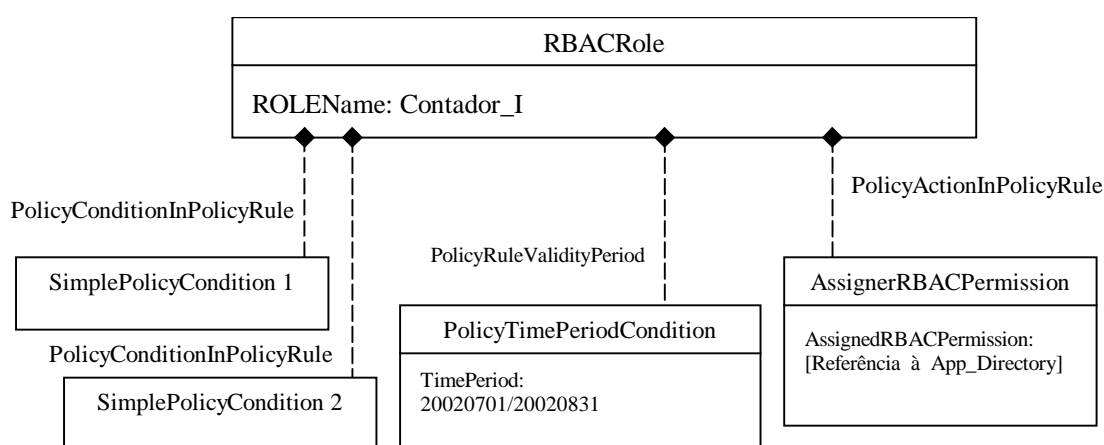 RBACRole
ROLEName: Contador_I
PolicyActionInPolicyRule
PolicyConditionInPolicyRule
PolicyRuleValidityPeriod
SimplePolicyCondition 1
AssignerRBACPermission
PolicyTimePeriodCondition
AssignedRBACPermission:
[Referência à App_Directory]
PolicyConditionInPolicyRule
TimePeriod:
20020701/20020831
SimplePolicyCondition 2